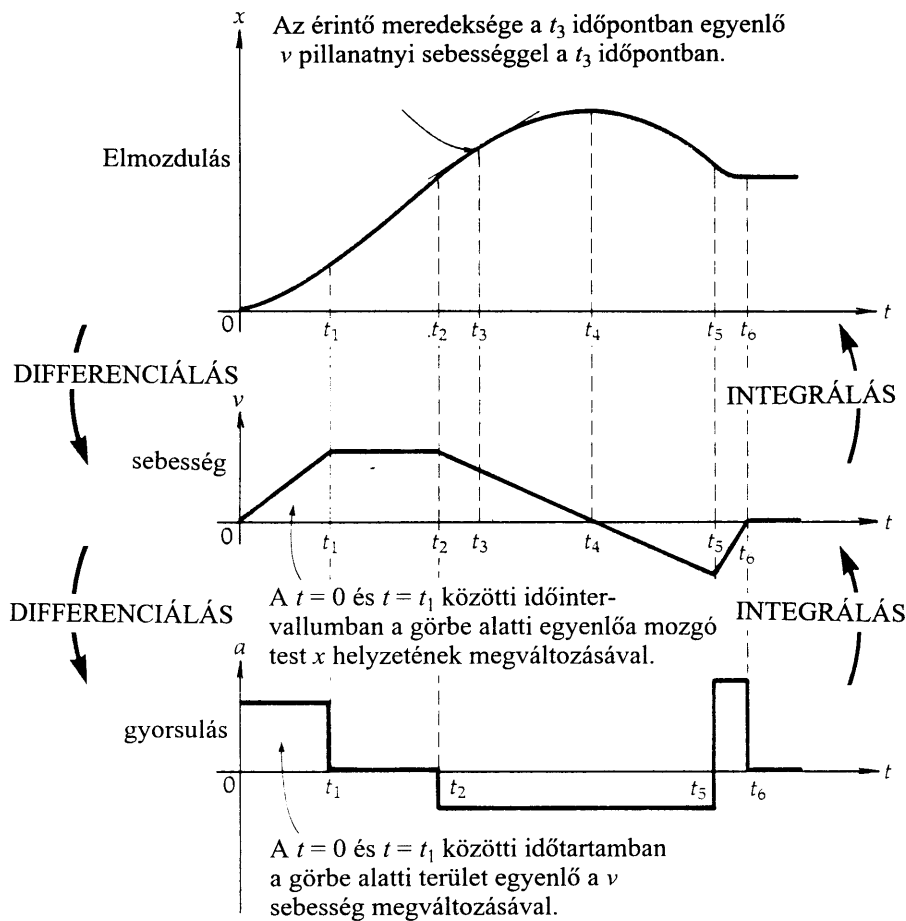 x
Az érintő meredeksége a t₃ időpontban egyenlő
v pillanatnyi sebességgel a t₃ időpontban.
Elmozdulás
0 t₁ t₂ t₃ t₄ t₅ t₆ t
DIFFERENCIÁLÁS
INTEGRÁLÁS
v
sebesség
0 t₁ t₂ t₃ t₄ t₅ t₆ t
DIFFERENCIÁLÁS
INTEGRÁLÁS
A t = 0 és t = t₁ közötti időinter-
vallumban a görbe alatti egyenlőa mozgó
test x helyzetének megváltozásával.
a
gyorsulás
0 t₁ t₂ t₅ t₆ t
A t = 0 és t = t₁ közötti időtartamban
a görbe alatti terület egyenlő a v
sebesség megváltozásával.